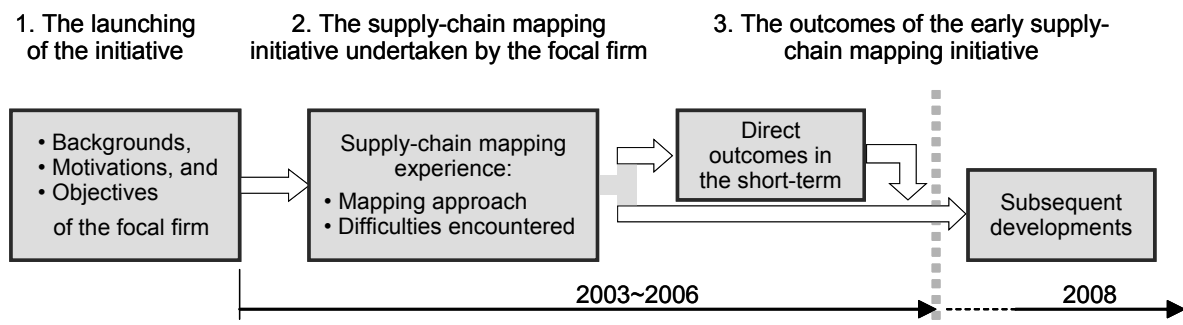 1. The launching
of the initiative
2. The supply-chain mapping
initiative undertaken by the focal firm
3. The outcomes of the early supply-
chain mapping initiative
• Backgrounds,
• Motivations, and
• Objectives
of the focal firm
Supply-chain mapping
experience:
• Mapping approach
• Difficulties encountered
Direct
outcomes in
the short-term
Subsequent
developments
2003~2006
2008